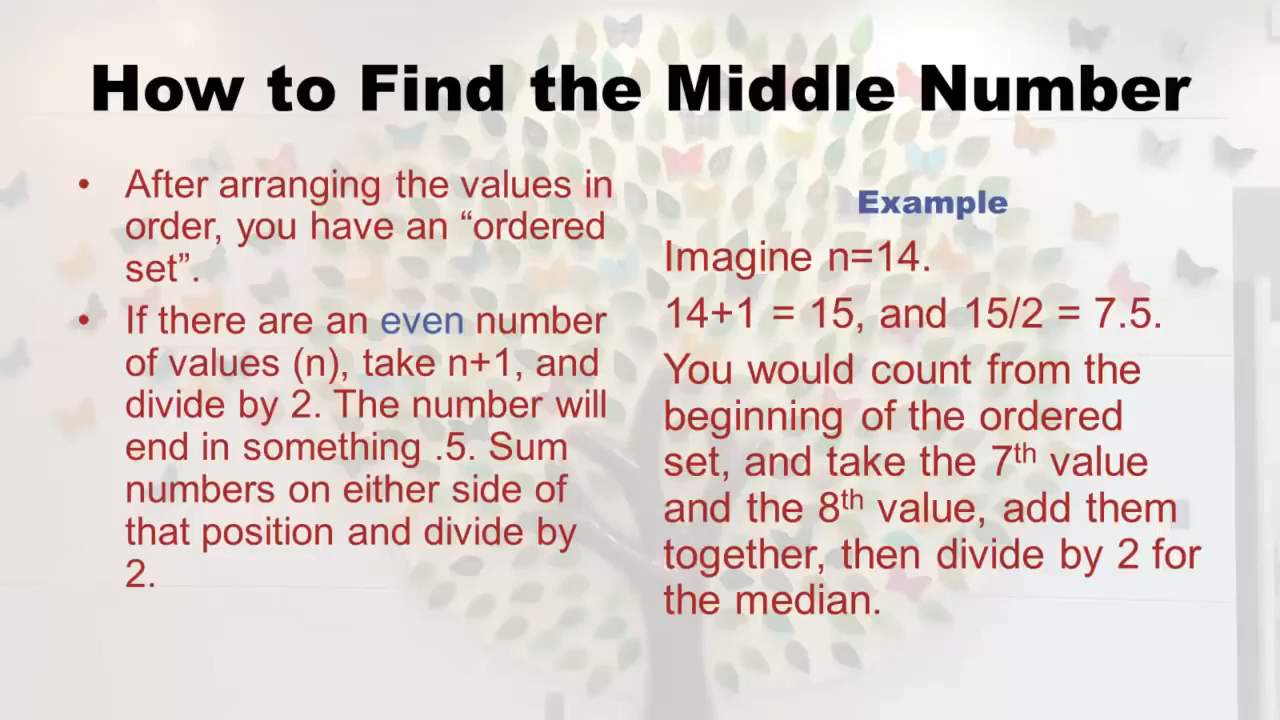 How to Find the Middle Number
• After arranging the values in
order, you have an “ordered
set”.
• If there are an even number
of values (n), take n+1, and
divide by 2. The number will
end in something .5. Sum
numbers on either side of
that position and divide by
2.
Example
Imagine n=14.
14+1 = 15, and 15/2 = 7.5.
You would count from the
beginning of the ordered
set, and take the 7th value
and the 8th value, add them
together, then divide by 2 for
the median.